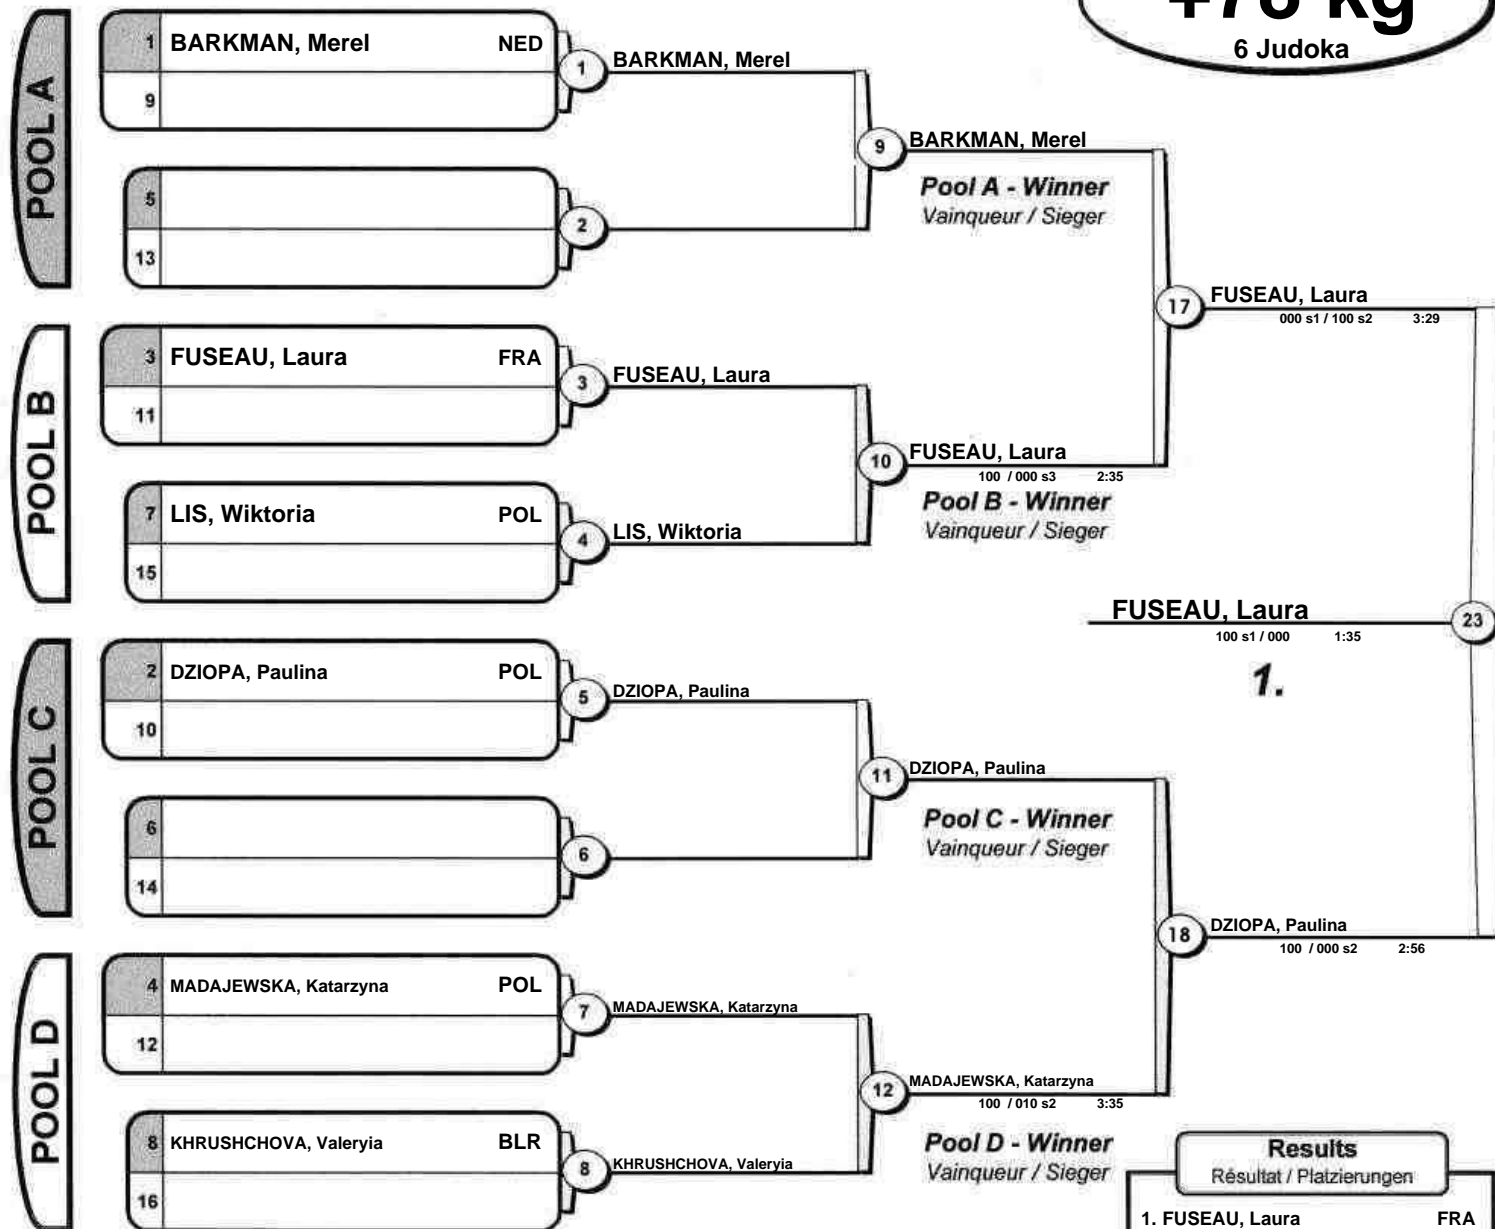 +78 kg
6 Judoka
POOL A
1 BARKMAN, Merel NED
9
1 BARKMAN, Merel
5
13
2
9 BARKMAN, Merel
Pool A - Winner
Vainqueur / Sieger
POOL B
3 FUSEAU, Laura FRA
11
3 FUSEAU, Laura
7 LIS, Wiktoria POL
15
4 LIS, Wiktoria
10 FUSEAU, Laura
100 / 000 s3 2:35
Pool B - Winner
Vainqueur / Sieger
17 FUSEAU, Laura
000 s1 / 100 s2 3:29
FUSEAU, Laura
23
100 s1 / 000 1:35
1.
POOL C
2 DZIOPA, Paulina POL
10
5 DZIOPA, Paulina
6
14
6
11 DZIOPA, Paulina
Pool C - Winner
Vainqueur / Sieger
18 DZIOPA, Paulina
100 / 000 s2 2:56
POOL D
4 MADAJEWSKA, Katarzyna POL
12
7 MADAJEWSKA, Katarzyna
8 KHRUSHCHOVA, Valeryia BLR
16
8 KHRUSHCHOVA, Valeryia
12 MADAJEWSKA, Katarzyna
100 / 010 s2 3:35
Pool D - Winner
Vainqueur / Sieger
Results
Résultat / Platzierungen
1. FUSEAU, Laura FRA